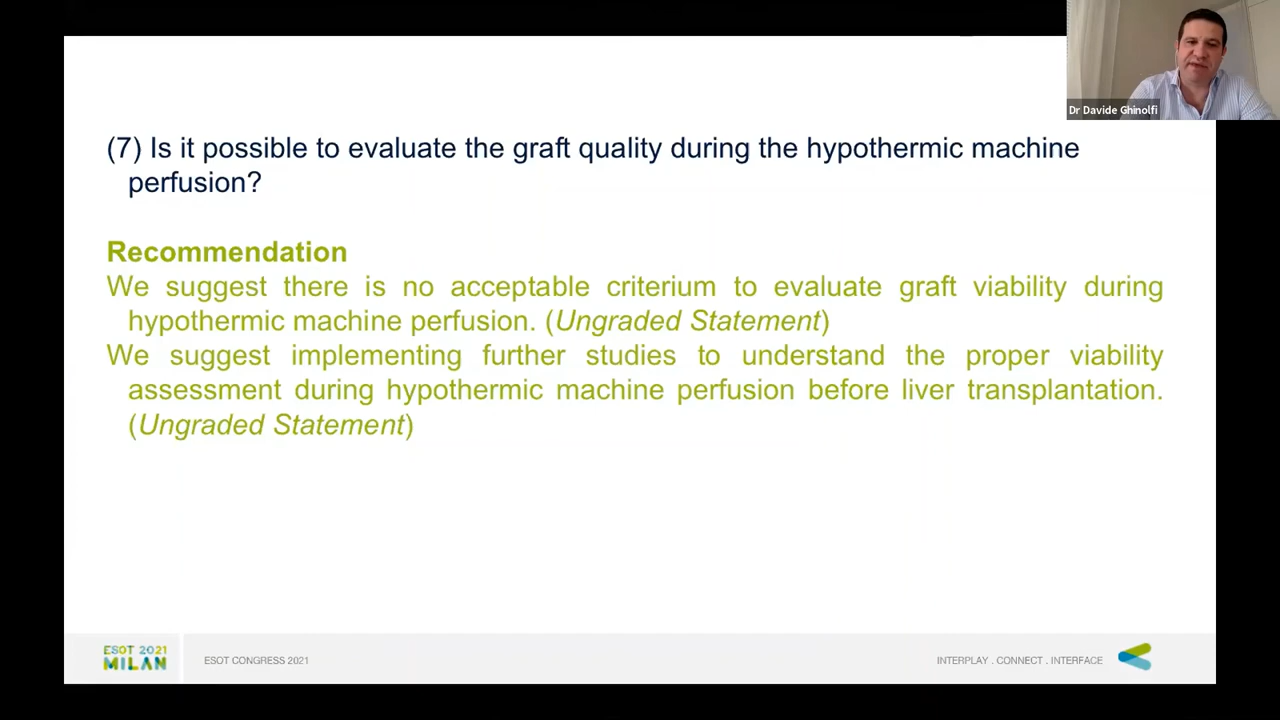 Dr Davide Ghinolfi
(7) Is it possible to evaluate the graft quality during the hypothermic machine
perfusion?
Recommendation
We suggest there is no acceptable criterium to evaluate graft viability during
hypothermic machine perfusion. (Ungraded Statement)
We suggest implementing further studies to understand the proper viability
assessment during hypothermic machine perfusion before liver transplantation.
(Ungraded Statement)
ESOT 2021
MILAN
ESOT CONGRESS 2021
INTERPLAY . CONNECT . INTERFACE